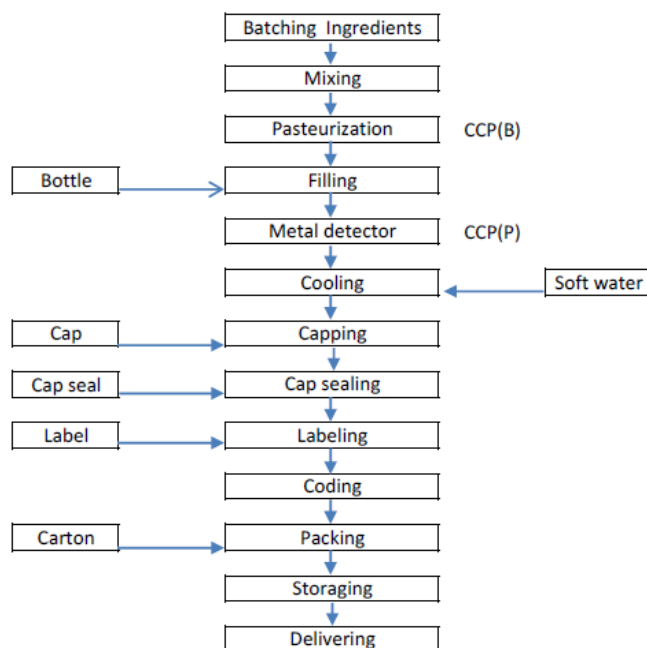 Batching Ingredients
Mixing
Pasteurization CCP(B)
Bottle Filling
Metal detector CCP(P)
Cooling Soft water
Cap Capping
Cap seal Cap sealing
Label Labeling
Coding
Carton Packing
Storaging
Delivering